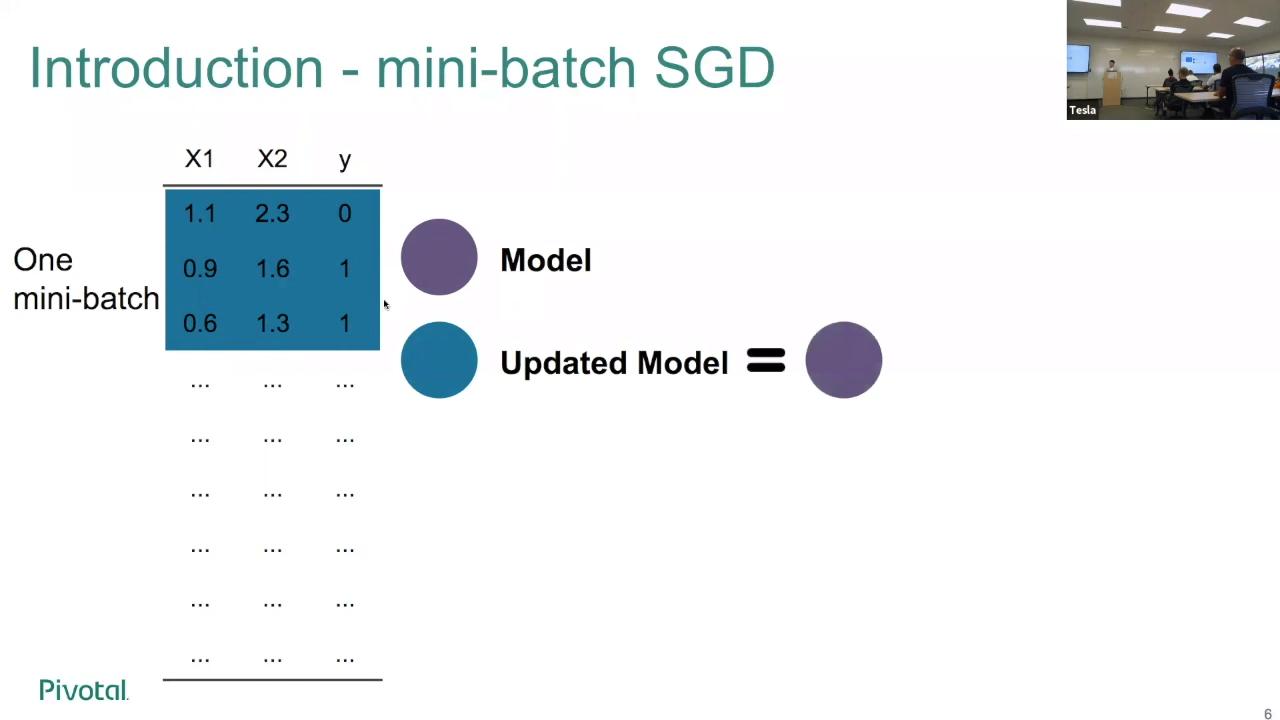 Introduction - mini-batch SGD
Tesla
X1 X2 y
1.1 2.3 0
0.9 1.6 1
0.6 1.3 1
... ... ...
... ... ...
... ... ...
... ... ...
... ... ...
... ... ...
One
mini-batch
Model
Updated Model =
Pivotal.
6